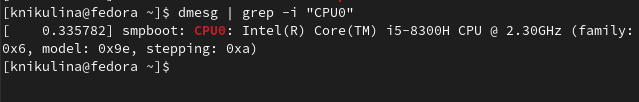 [knikulina@fedora ~]$ dmesg | grep -i "CPU0"
[    0.335782] smpboot: CPU0: Intel(R) Core(TM) i5-8300H CPU @ 2.30GHz (family:
0x6, model: 0x9e, stepping: 0xa)
[knikulina@fedora ~]$